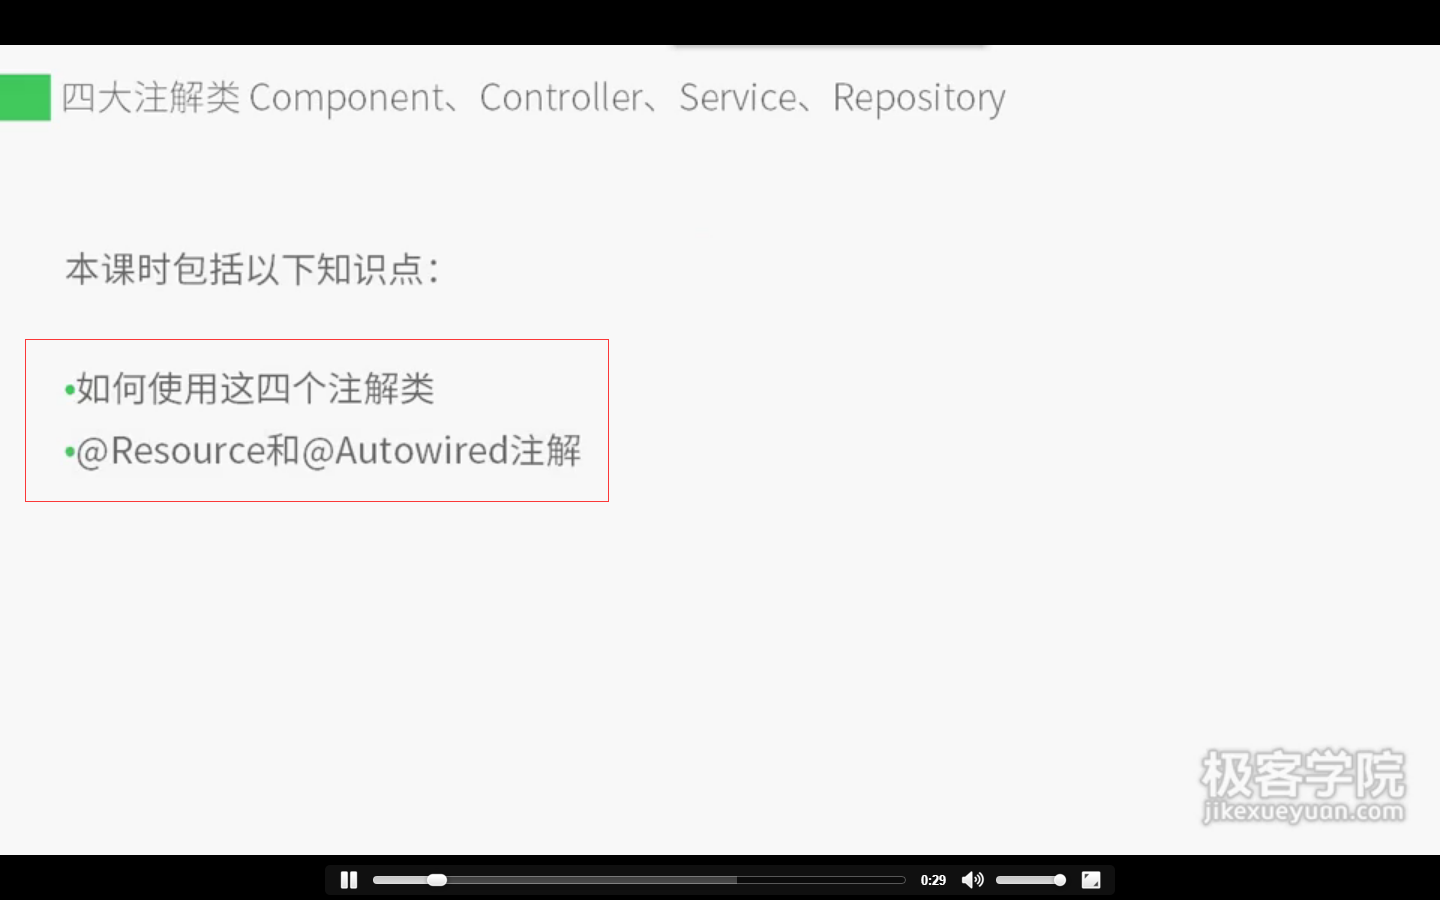 四大注解类 Component、Controller、Service、Repository
本课时包括以下知识点：
•如何使用这四个注解类
•@Resource和@Autowired注解
极客学院
jikexueyuan.com
0:29